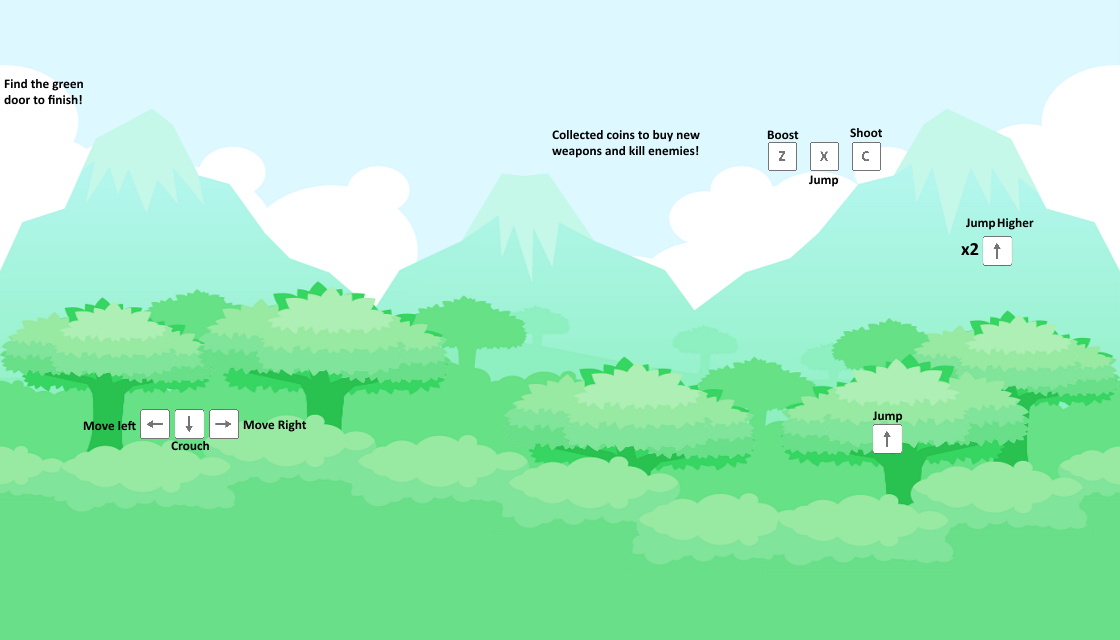 Find the green
door to finish!
Collected coins to buy new
weapons and kill enemies!
Boost
Shoot
Z
X
C
Jump
Jump Higher
x2 ↑
Move left ← ↓ → Move Right
Crouch
Jump
↑